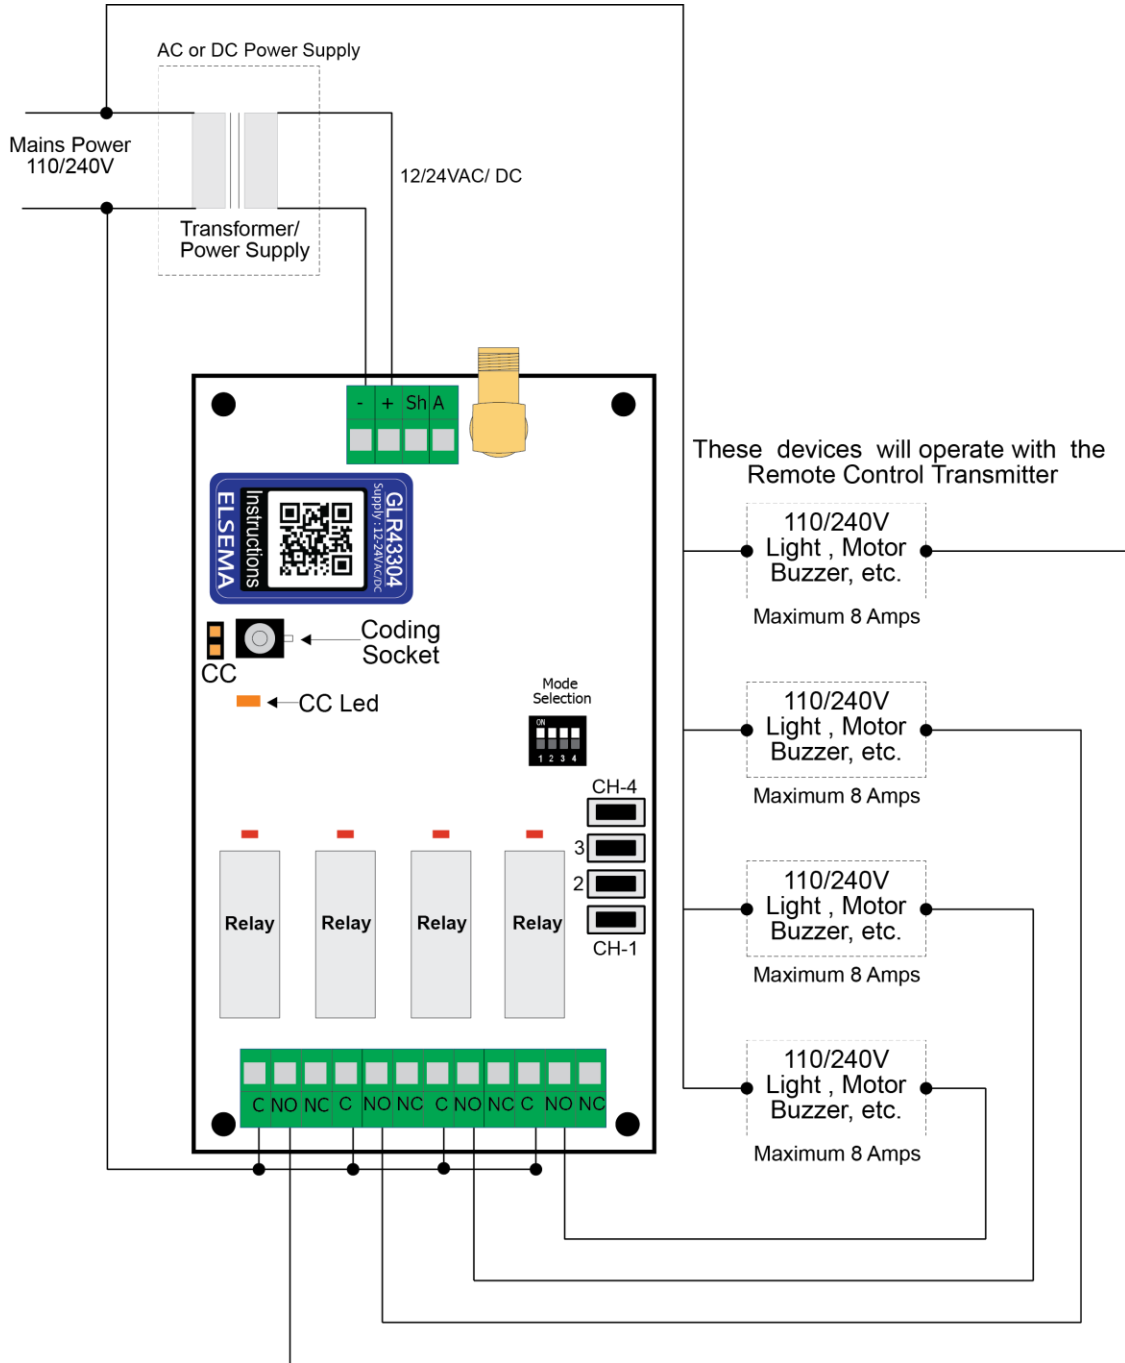 AC or DC Power Supply
Mains Power
110/240V
12/24VAC/ DC
Transformer/
Power Supply
- + Sh A
GLR43304
Supply : 12-24VAC/DC
Instructions
ELSEMA
CC
Coding
Socket
CC Led
Mode
Selection
ON
1 2 3 4
CH-4
3
2
CH-1
Relay Relay Relay Relay
C NO NC C NO NC C NO NC C NO NC
These devices will operate with the
Remote Control Transmitter
110/240V
Light , Motor
Buzzer, etc.
Maximum 8 Amps
110/240V
Light , Motor
Buzzer, etc.
Maximum 8 Amps
110/240V
Light , Motor
Buzzer, etc.
Maximum 8 Amps
110/240V
Light , Motor
Buzzer, etc.
Maximum 8 Amps